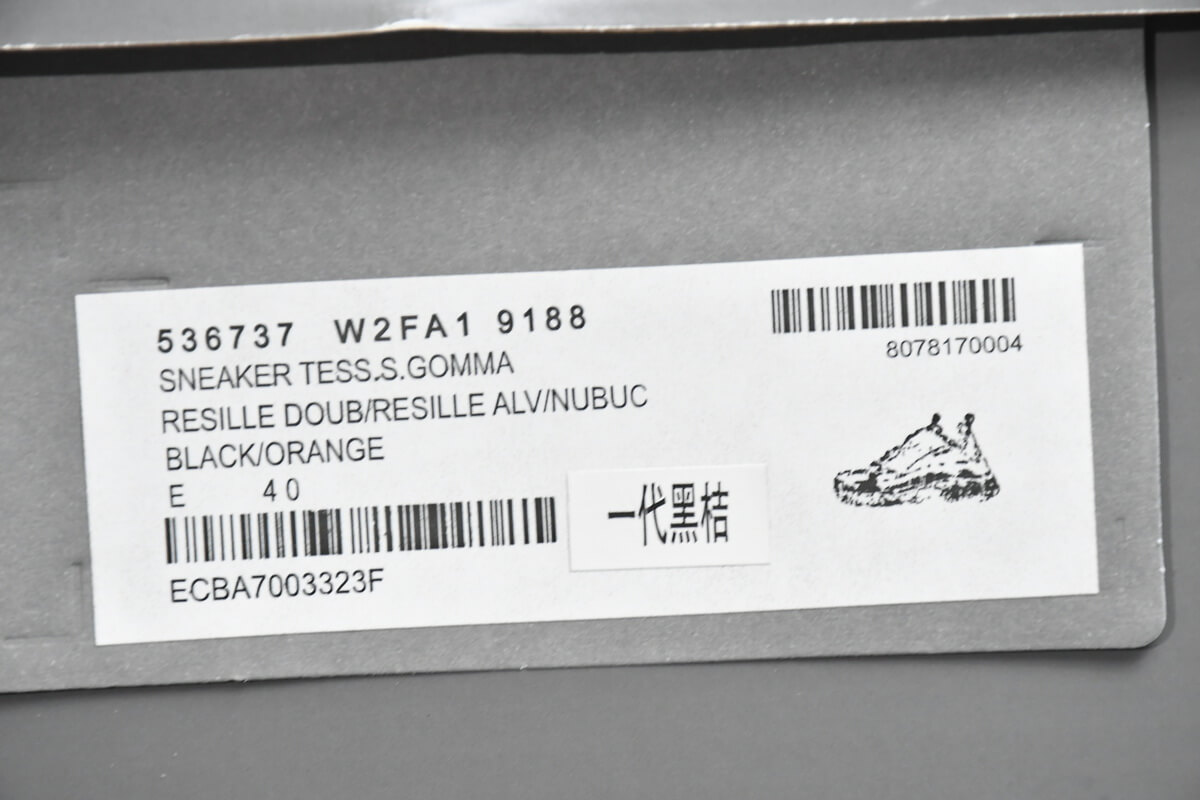 536737 W2FA1 9188
SNEAKER TESS.S.GOMMA
RESILLE DOUB/RESILLE ALV/NUBUC
BLACK/ORANGE
E 40
ECBA7003323F
8078170004
一代黑桔